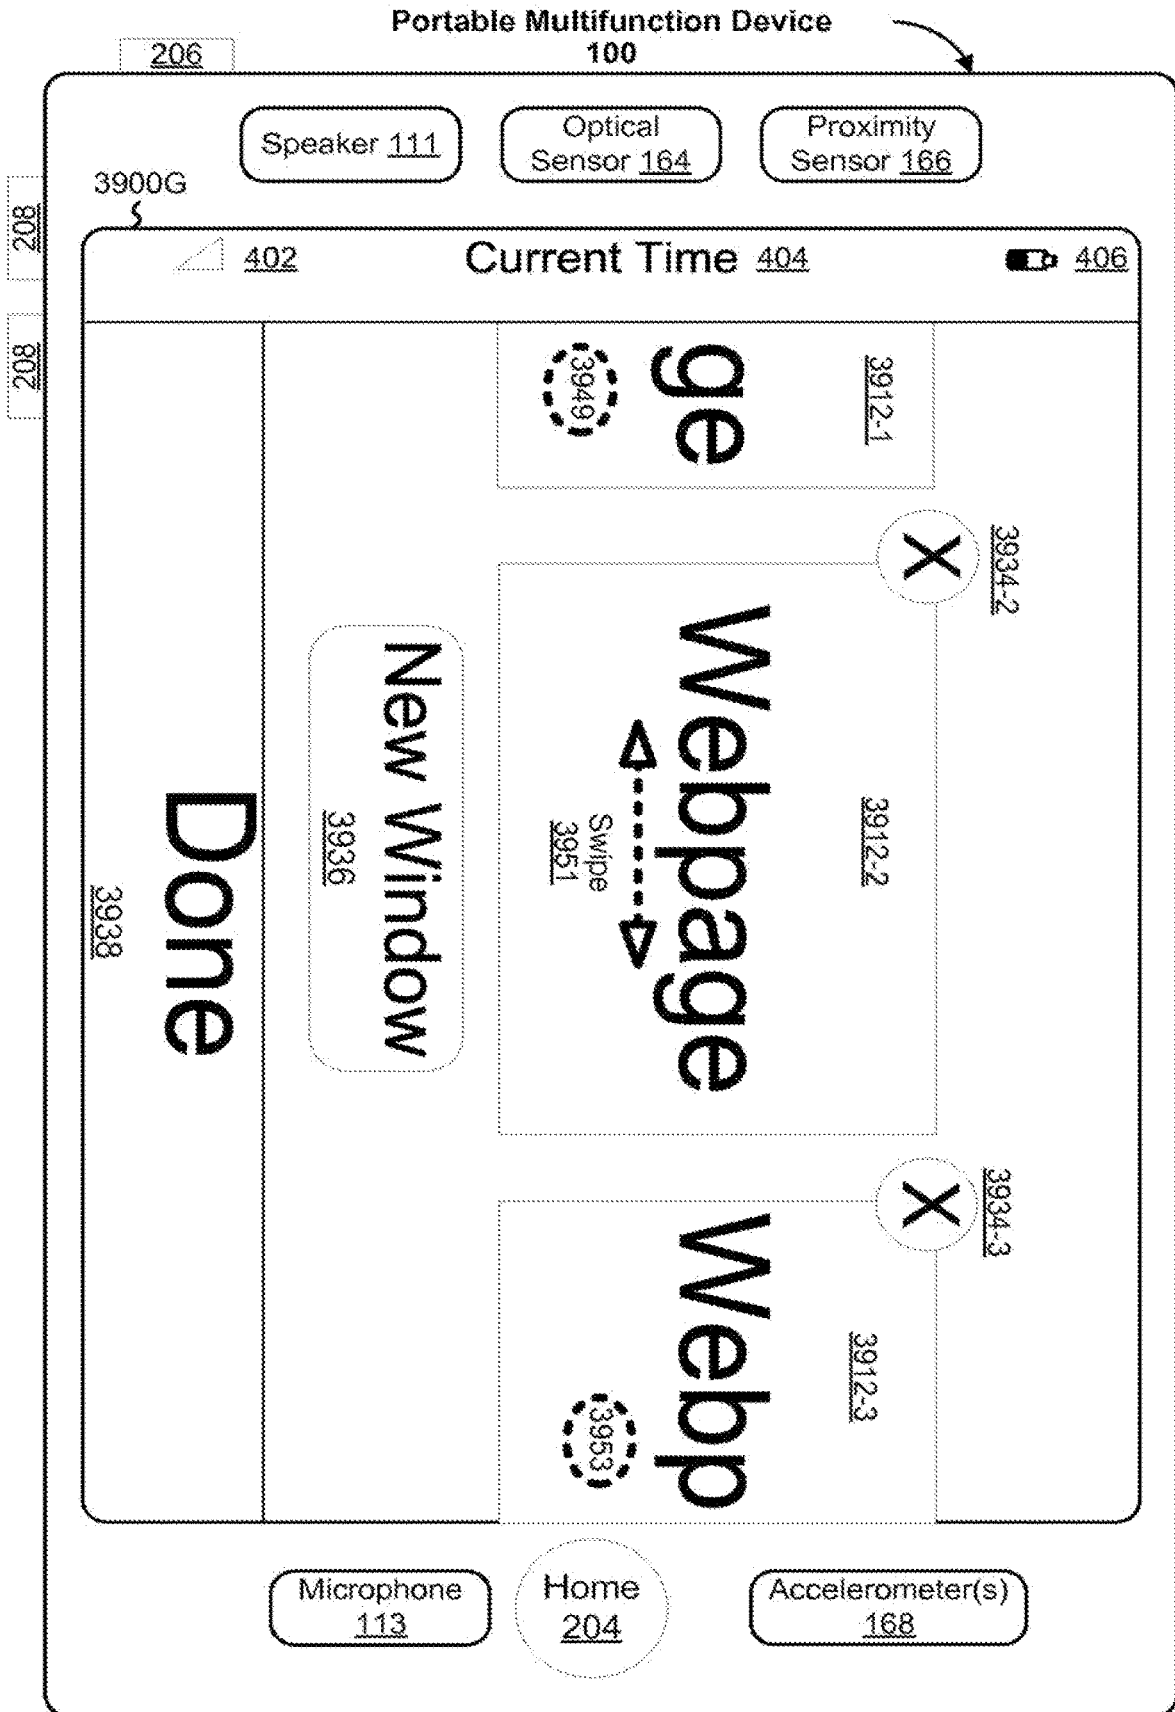 Portable Multifunction Device
100
206
208
208
Speaker 111
Optical
Sensor 164
Proximity
Sensor 166
3900G
402
Current Time 404
406
ge
3912-1
3949
X
3934-2
Webpage
3912-2
Swipe
3951
X
3934-3
Webp
3912-3
3953
New Window
3936
Done
3938
Microphone
113
Home
204
Accelerometer(s)
168